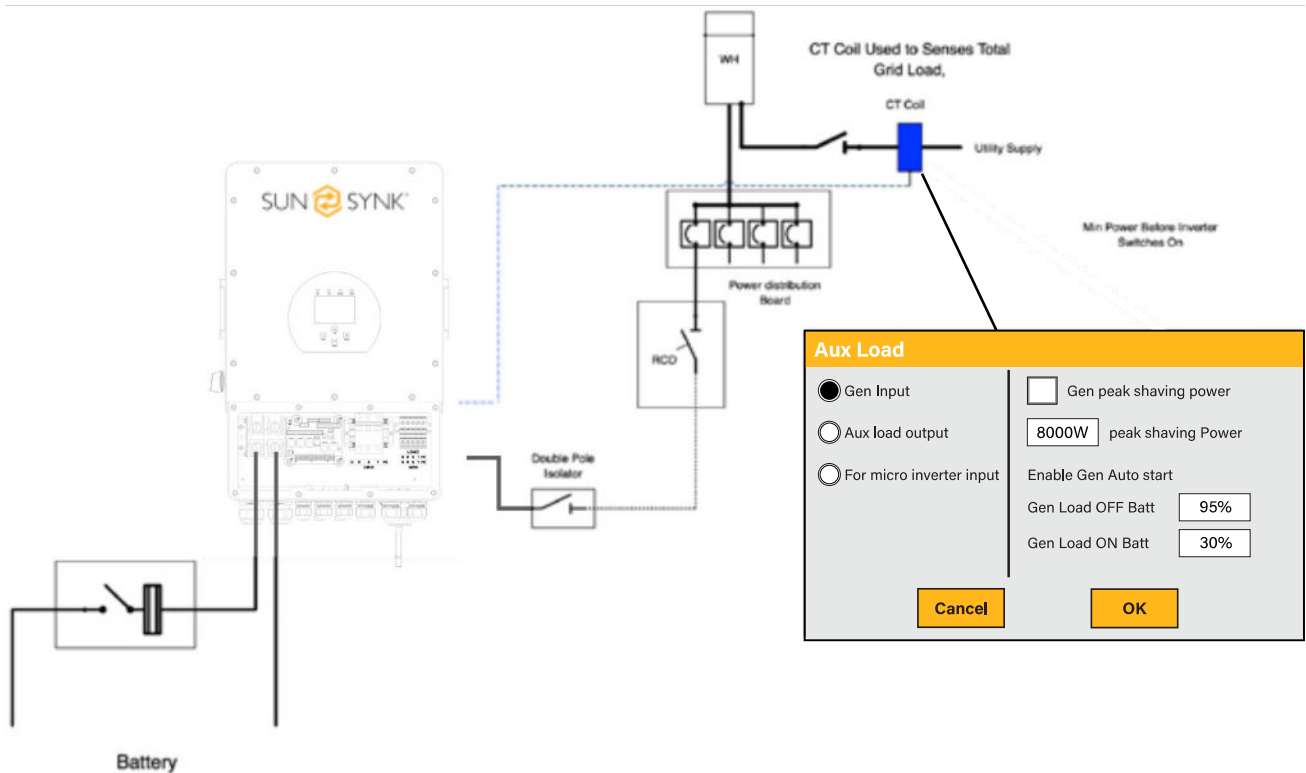 WH
CT Coil Used to Senses Total
Grid Load,
CT Coil
Utility Supply
SUN SYNK
Min Power Before Inverter
Switches On
Power distribution
Board
RCD
Double Pole
Isolator
Aux Load
Gen Input
Aux load output
For micro inverter input
Gen peak shaving power
8000W peak shaving Power
Enable Gen Auto start
Gen Load OFF Batt 95%
Gen Load ON Batt 30%
Cancel
OK
LOAD
Battery